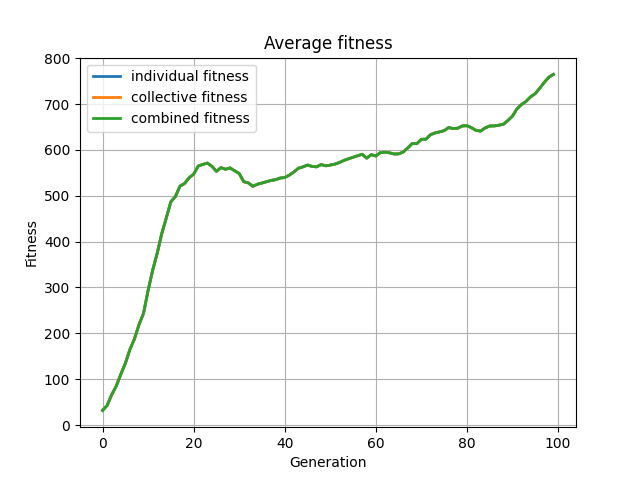 Average fitness
individual fitness
collective fitness
combined fitness
800
700
600
500
400
300
200
100
0
Fitness
0 20 40 60 80 100
Generation